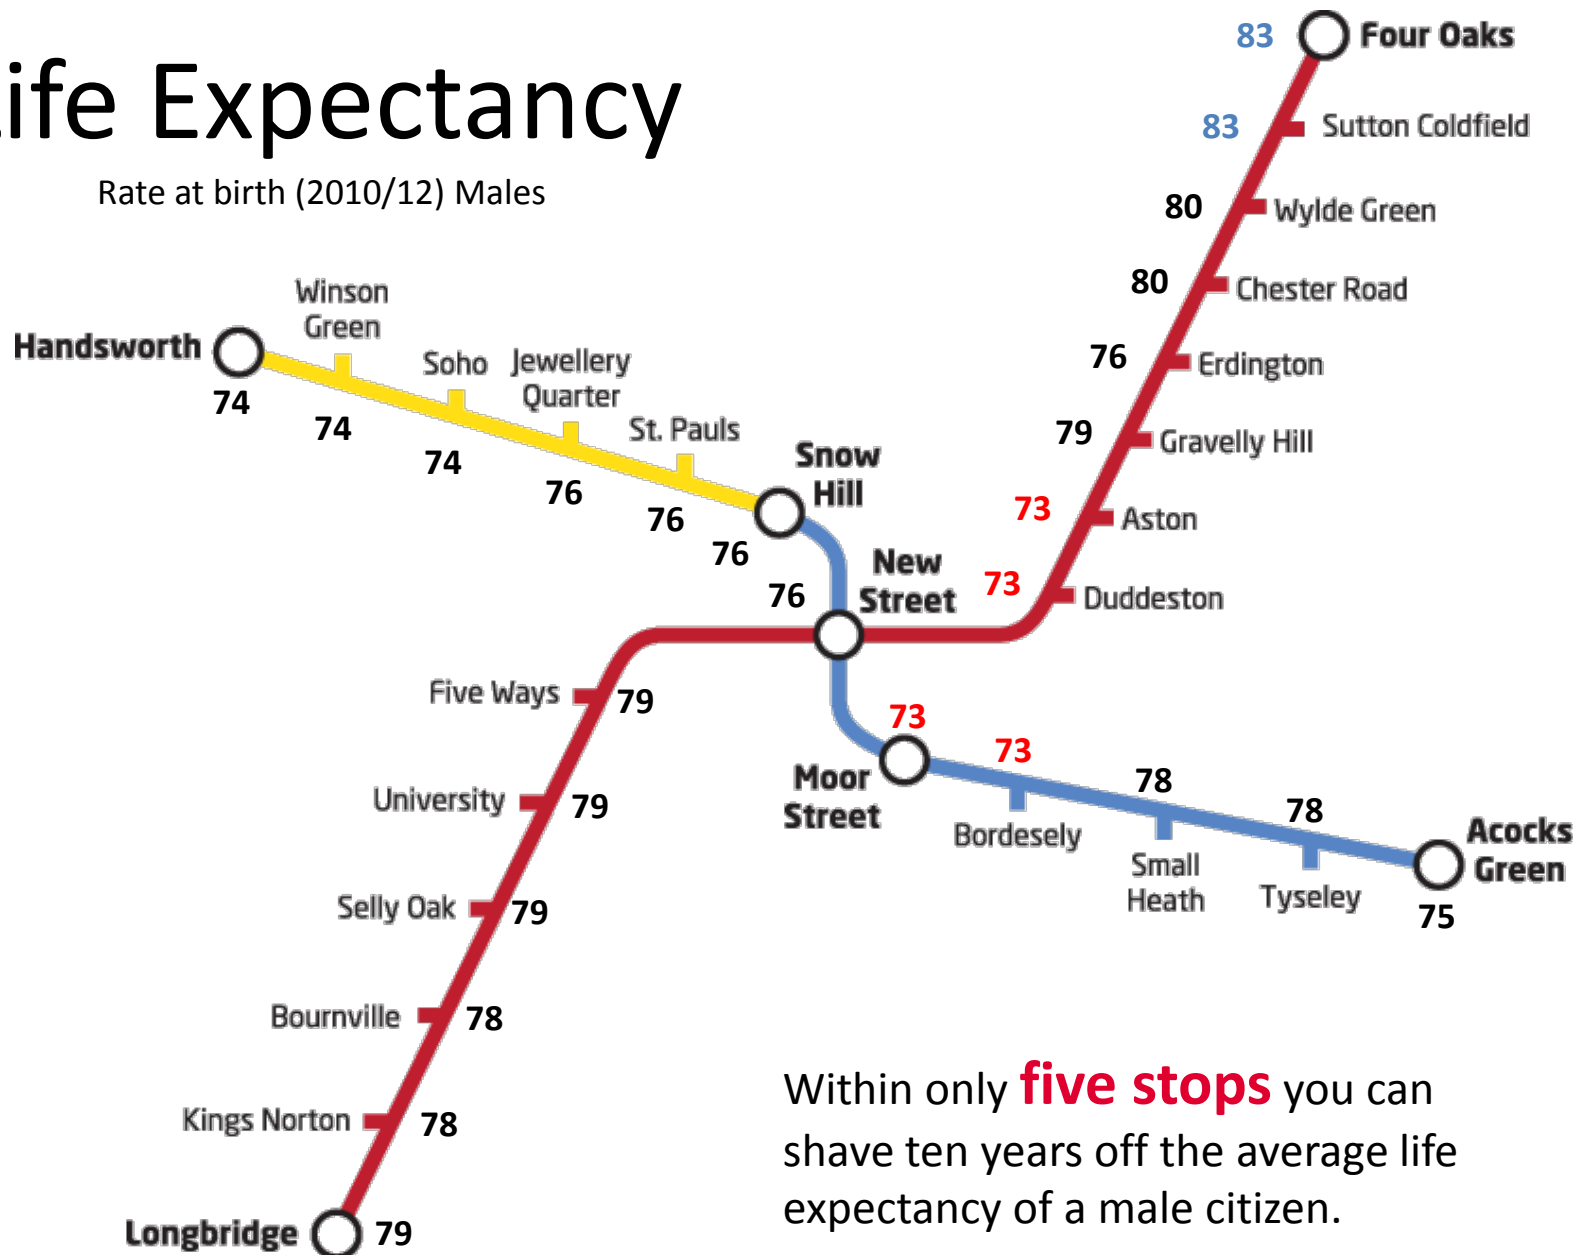 ife Expectancy
Rate at birth (2010/12) Males
83
Four Oaks
83
Sutton Coldfield
80
Wylde Green
80
Chester Road
76
Erdington
79
Gravelly Hill
73
Aston
73
Duddeston
Handsworth
74
Winson
Green
74
Soho
74
Jewellery
Quarter
76
St. Pauls
76
Snow
Hill
76
New
Street
76
Five Ways
79
University
79
Selly Oak
79
Bournville
78
Kings Norton
78
Longbridge
79
73
Moor
Street
73
Bordesely
78
Small
Heath
78
Tyseley
Acocks
Green
75
Within only five stops you can
shave ten years off the average life
expectancy of a male citizen.